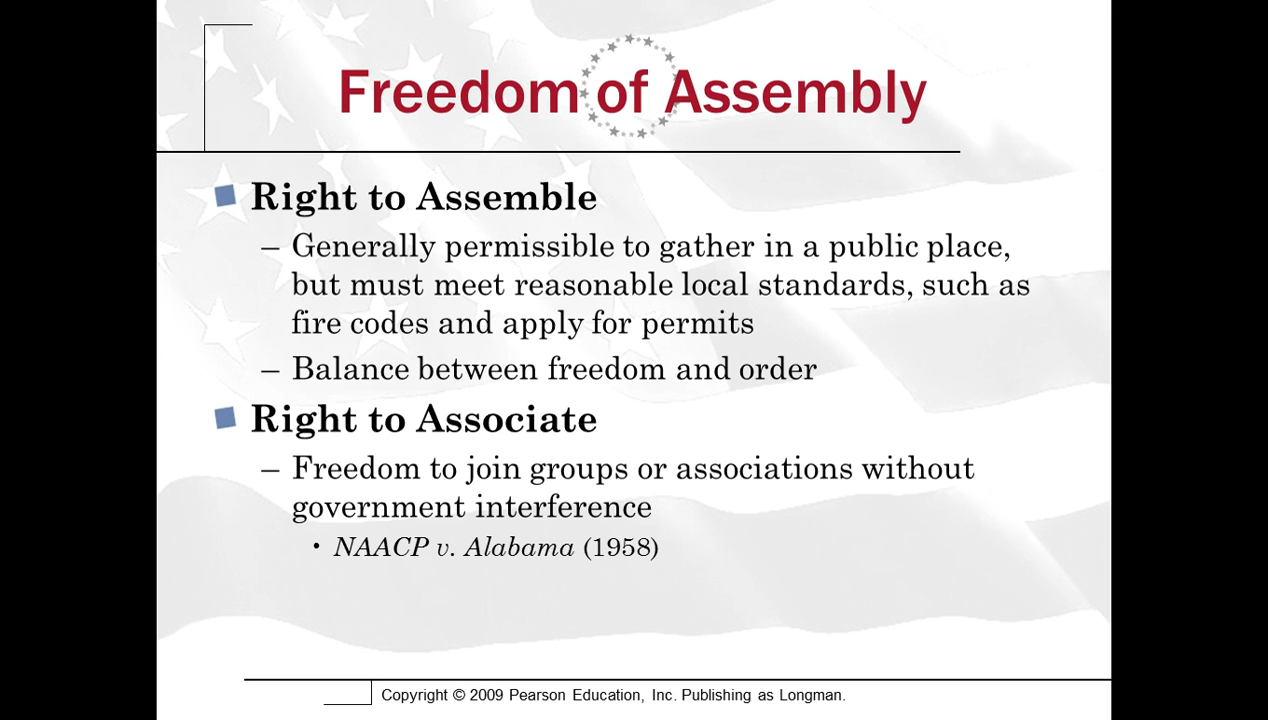 Freedom of Assembly
Right to Assemble
– Generally permissible to gather in a public place,
but must meet reasonable local standards, such as
fire codes and apply for permits
– Balance between freedom and order
Right to Associate
– Freedom to join groups or associations without
government interference
• NAACP v. Alabama (1958)
Copyright © 2009 Pearson Education, Inc. Publishing as Longman.